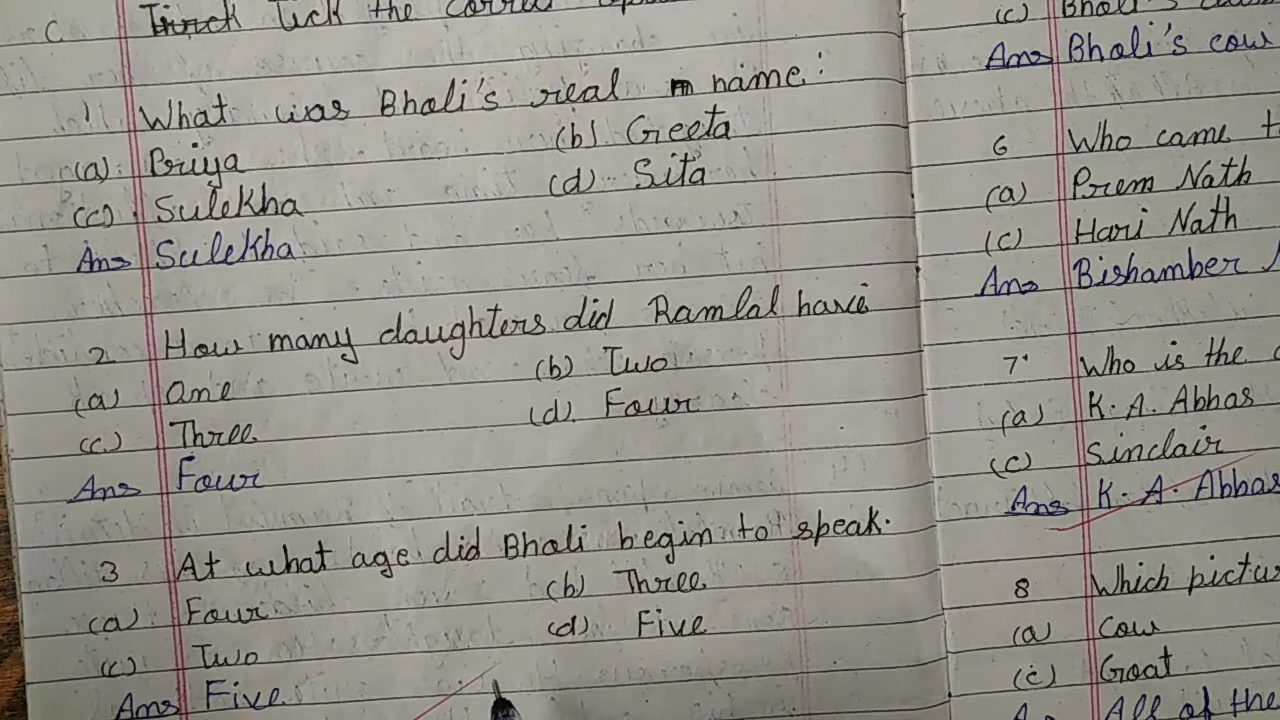 C Tick the
1 What was Bholi's real name:
(a) Priya (b) Geeta
(c) Sulekha (d) Sita
Ans Sulekha
2 How many daughters did Ramlal have
(a) One (b) Two
(c) Three (d) Four
Ans Four
3 At what age did Bholi begin to speak.
(a) Four (b) Three
(c) Two (d) Five
Ans Five
(c) Bholi's
Ans Bholi's cow
6 Who came
(a) Prem Nath
(c) Hari Nath
Ans Bishamber
7. Who is the
(a) K. A. Abbas
(c) Sinclair
Ans K. A. Abbas
8 Which
(a) Cow
(c) Goat
All of the